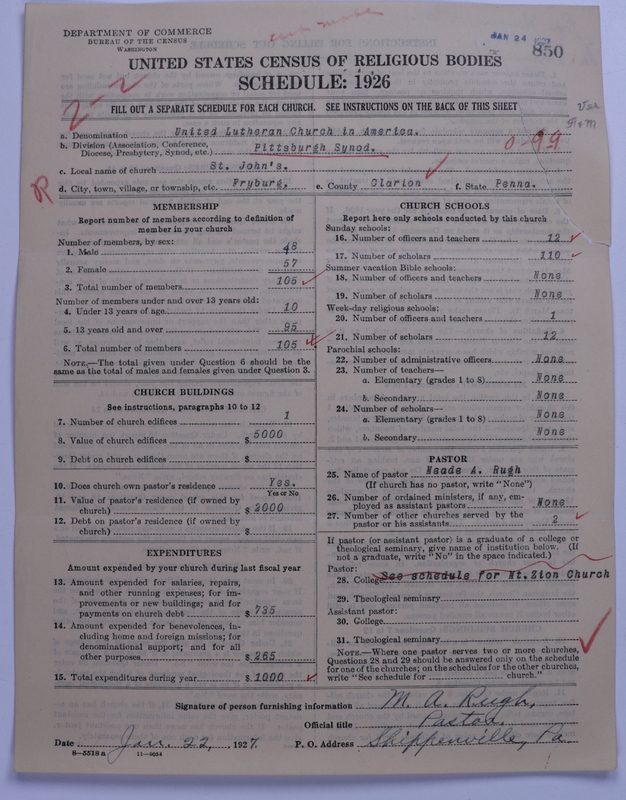 DEPARTMENT OF COMMERCE
BUREAU OF THE CENSUS
WASHINGTON
JAN 24 1927
850
UNITED STATES CENSUS OF RELIGIOUS BODIES
SCHEDULE: 1926
2-2
FILL OUT A SEPARATE SCHEDULE FOR EACH CHURCH. SEE INSTRUCTIONS ON THE BACK OF THIS SHEET
a. Denomination United Lutheran Church in America.
b. Division (Association, Conference, Diocese, Presbytery, Synod, etc.) Pittsburgh Synod.
0-99
c. Local name of church St. John's.
d. City, town, village, or township, etc. Fryburg, e. County Clarion f. State Penna.
MEMBERSHIP
Report number of members according to definition of member in your church
Number of members, by sex:
1. Male 48
2. Female 57
3. Total number of members 105
Number of members under and over 13 years old:
4. Under 13 years of age 10
5. 13 years old and over 95
6. Total number of members 105
NOTE.—The total given under Question 6 should be the same as the total of males and females given under Question 3.
CHURCH BUILDINGS
See instructions, paragraphs 10 to 12
7. Number of church edifices 1
8. Value of church edifices $ 5000
9. Debt on church edifices $
10. Does church own pastor's residence Yes.
Yes or No
11. Value of pastor's residence (if owned by church) $ 2000
12. Debt on pastor's residence (if owned by church) $
EXPENDITURES
Amount expended by your church during last fiscal year
13. Amount expended for salaries, repairs, and other running expenses; for improvements or new buildings; and for payments on church debt $ 735
14. Amount expended for benevolences, including home and foreign missions; for denominational support; and for all other purposes $ 265
15. Total expenditures during year $ 1000
CHURCH SCHOOLS
Report here only schools conducted by this church
Sunday schools:
16. Number of officers and teachers 12
17. Number of scholars 110
Summer vacation Bible schools:
18. Number of officers and teachers None
19. Number of scholars None
Week-day religious schools:
20. Number of officers and teachers 1
21. Number of scholars 12
Parochial schools:
22. Number of administrative officers None
23. Number of teachers—
a. Elementary (grades 1 to 8) None
b. Secondary None
24. Number of scholars—
a. Elementary (grades 1 to 8) None
b. Secondary None
PASTOR
25. Name of pastor Meade A. Rugh
(If church has no pastor, write "None")
26. Number of ordained ministers, if any, employed as assistant pastors None
27. Number of other churches served by the pastor or his assistants 2
If pastor (or assistant pastor) is a graduate of a college or theological seminary, give name of institution below. (If not a graduate, write "No" in the space indicated.)
Pastor:
28. College See schedule for Mt.Zion Church
29. Theological seminary
Assistant pastor:
30. College
31. Theological seminary
NOTE.—Where one pastor serves two or more churches, Questions 28 and 29 should be answered only on the schedule for one of the churches; on the schedules for the other churches, write "See schedule for church."
Signature of person furnishing information M. A. Rugh,
Official title Pastor,
Date Jan. 22, 1927. P. O. Address Shippenville, Pa.
8—5518 a 11—9054